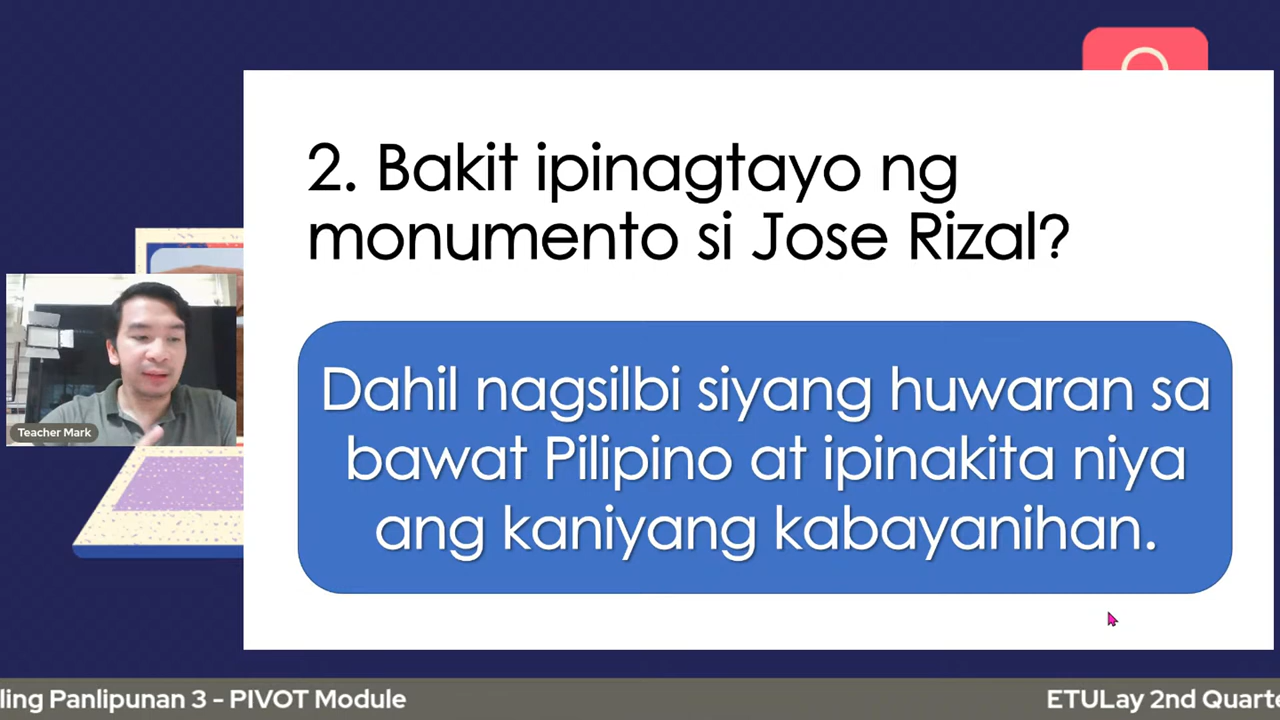 2. Bakit ipinagtayo ng
monumento si Jose Rizal?
Dahil nagsilbi siyang huwaran sa
bawat Pilipino at ipinakita niya
ang kaniyang kabayanihan.
Teacher Mark
ling Panlipunan 3 - PIVOT Module
ETULay 2nd Quarte